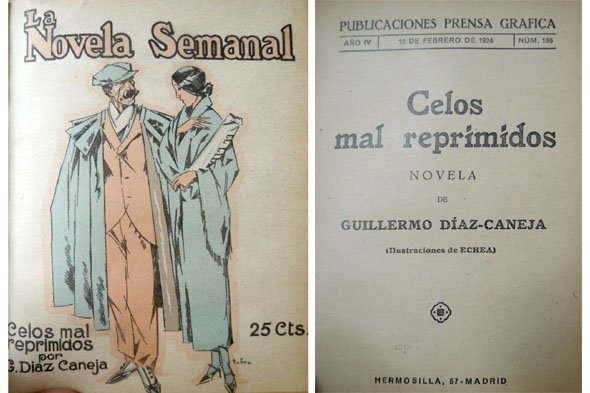 La
Novela Semanal
Celos mal
reprimidos
por
G. Díaz Caneja
25 Cts.
PUBLICACIONES PRENSA GRAFICA
AÑO IV
16 DE FEBRERO DE 1924
NÚM. 136
Celos
mal reprimidos
NOVELA
DE
GUILLERMO DÍAZ-CANEJA
(Ilustraciones de ECHEA)
HERMOSILLA, 57-MADRID